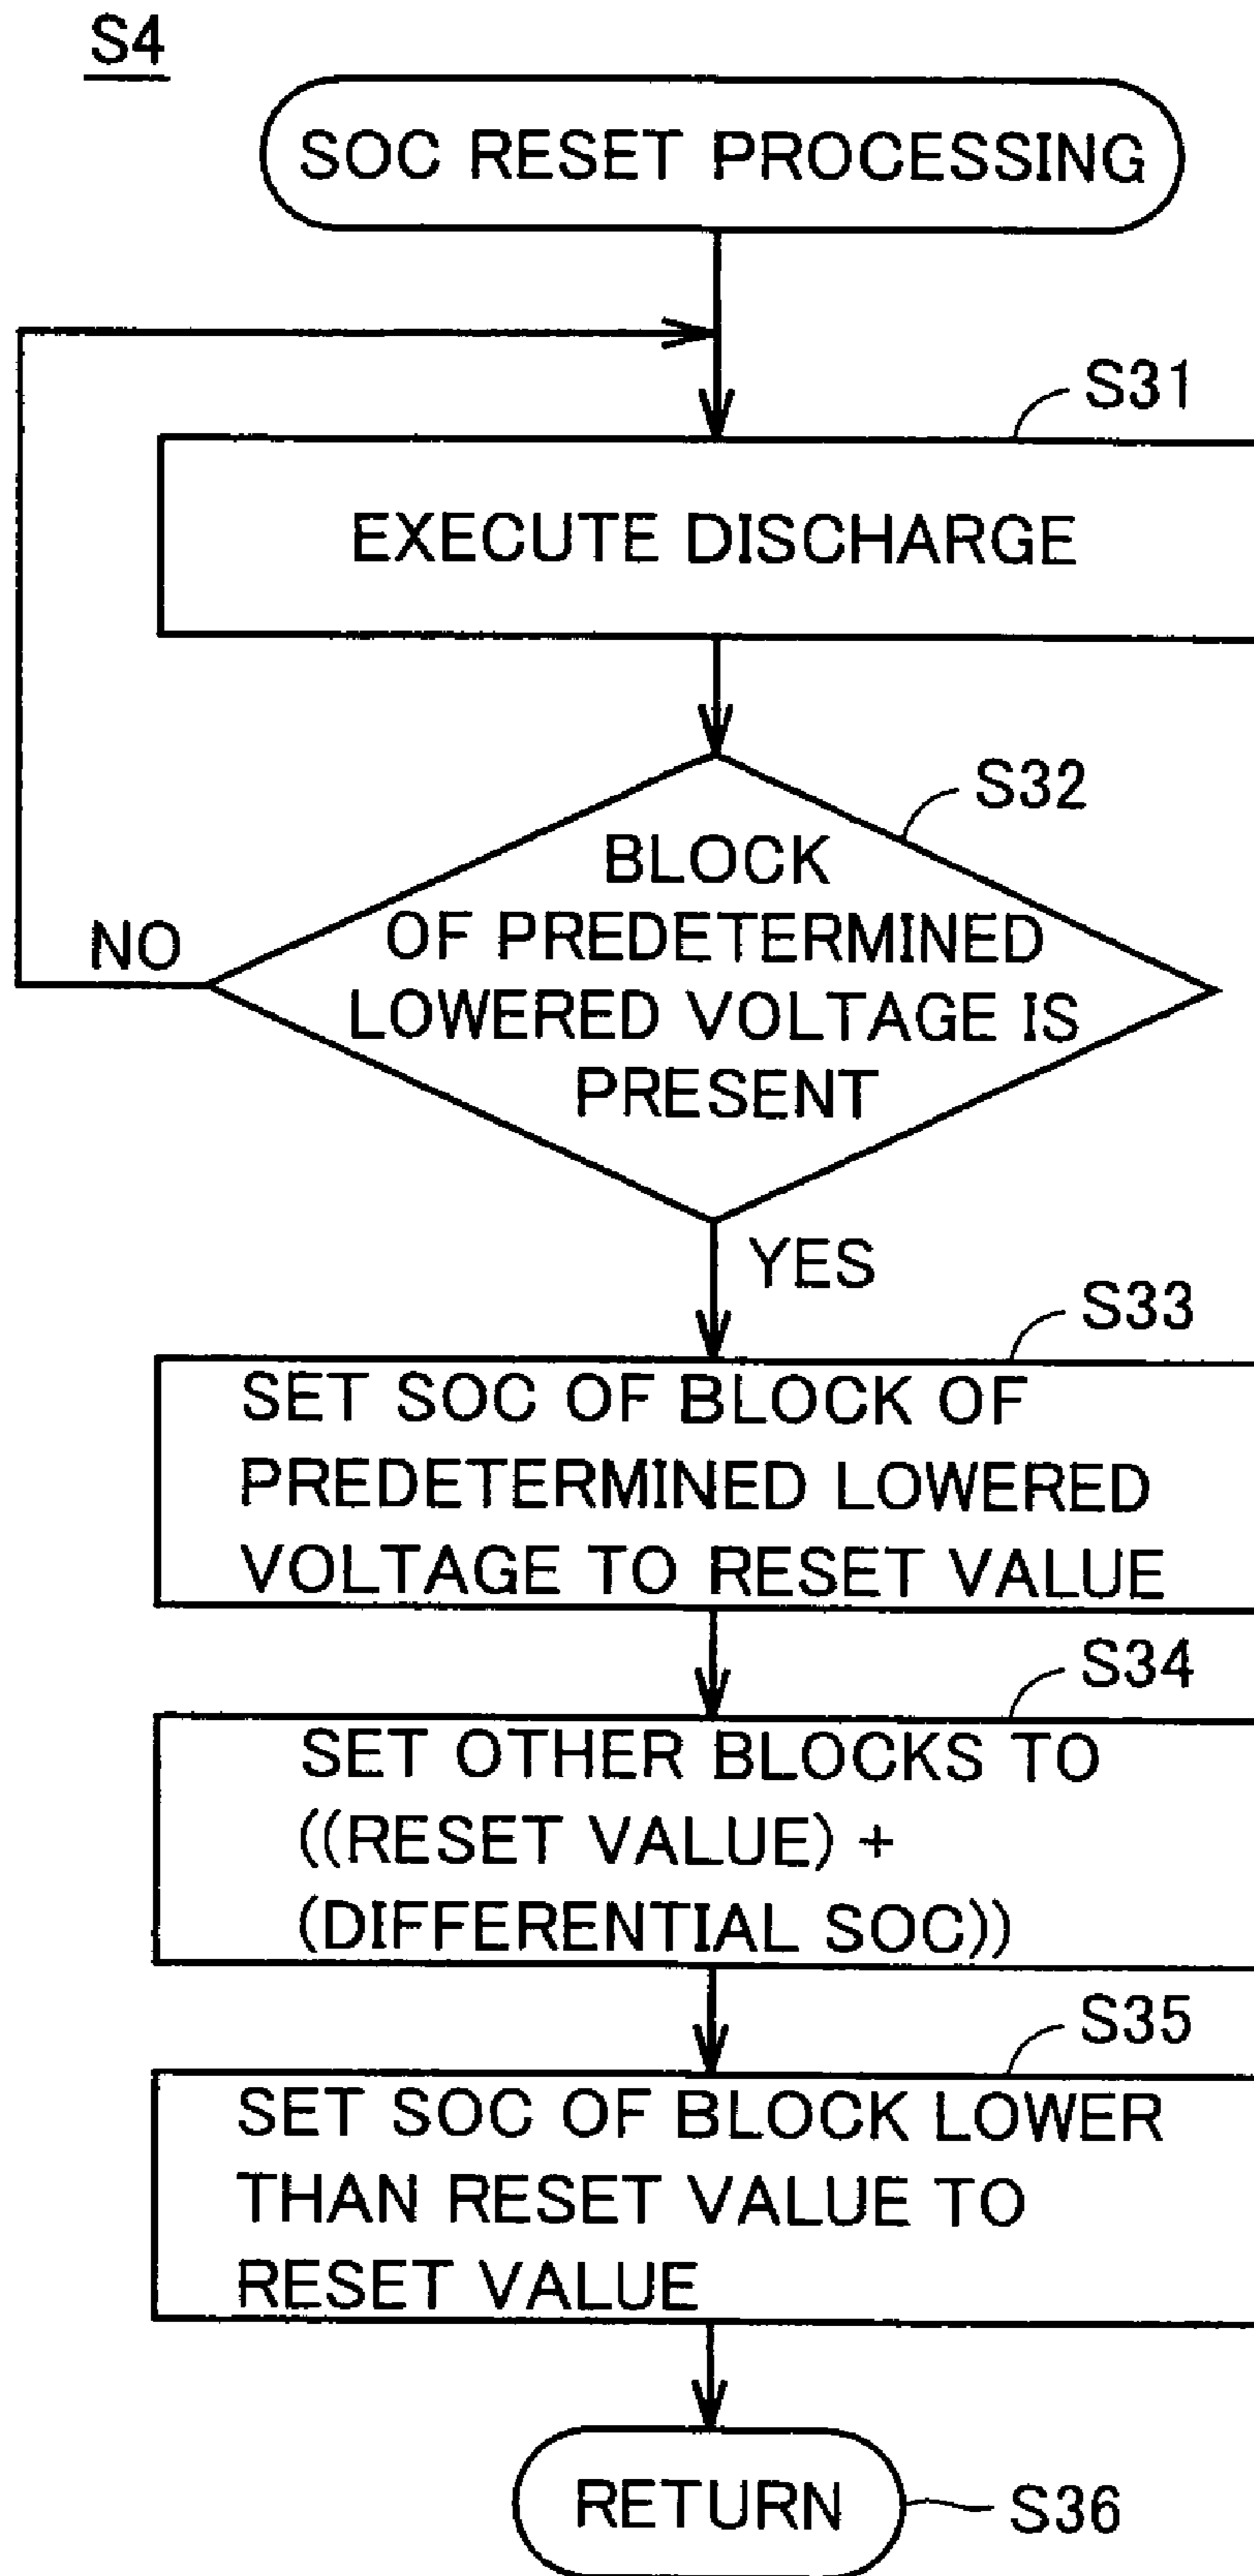 S4
SOC RESET PROCESSING
S31
EXECUTE DISCHARGE
S32
BLOCK
OF PREDETERMINED
LOWERED VOLTAGE IS
PRESENT
NO
YES
S33
SET SOC OF BLOCK OF
PREDETERMINED LOWERED
VOLTAGE TO RESET VALUE
S34
SET OTHER BLOCKS TO
((RESET VALUE) +
(DIFFERENTIAL SOC))
S35
SET SOC OF BLOCK LOWER
THAN RESET VALUE TO
RESET VALUE
RETURN
S36